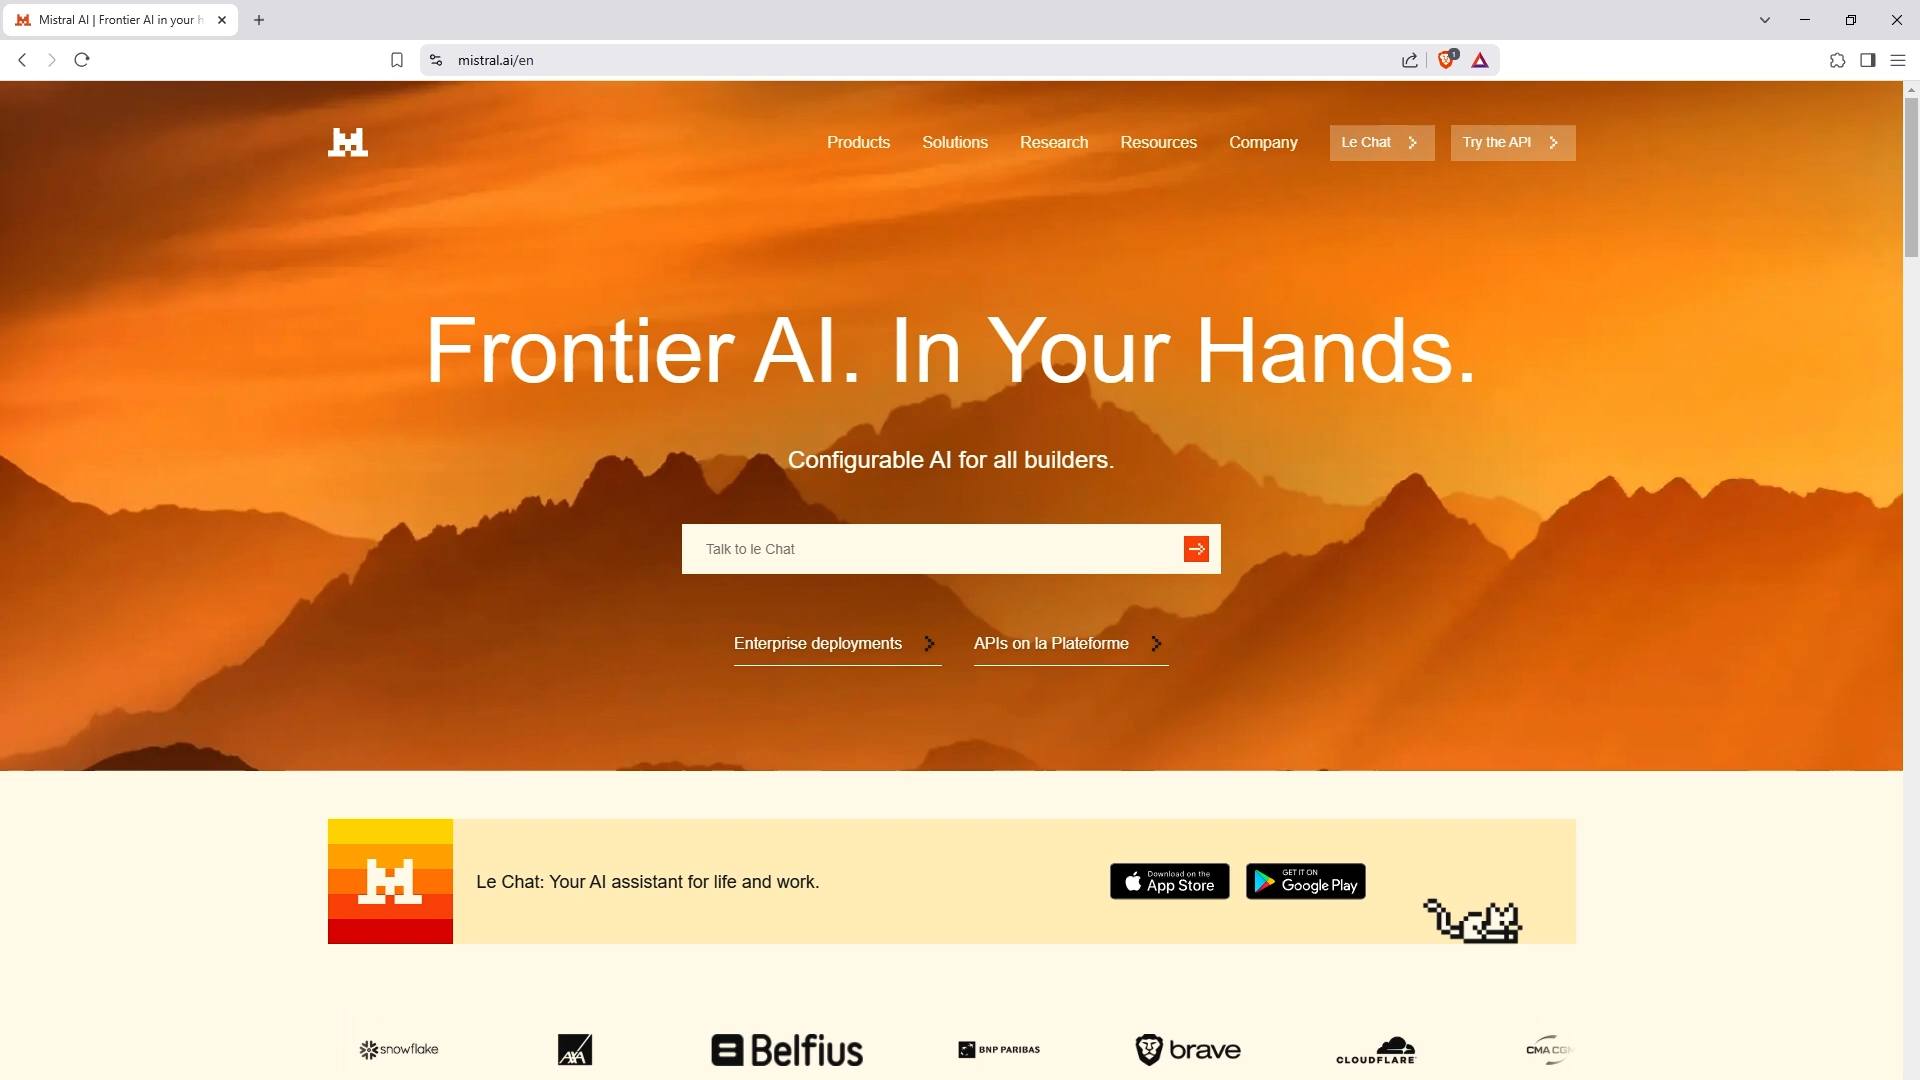 Mistral AI | Frontier AI in your h
mistral.ai/en
1
Products
Solutions
Research
Resources
Company
Le Chat
Try the API
Frontier AI. In Your Hands.
Configurable AI for all builders.
Talk to le Chat
Enterprise deployments
APIs on la Plateforme
Le Chat: Your AI assistant for life and work.
Download on the
App Store
GET IT ON
Google Play
snowflake
AXA
Belfius
BNP PARIBAS
brave
CLOUDFLARE
CMA CGM